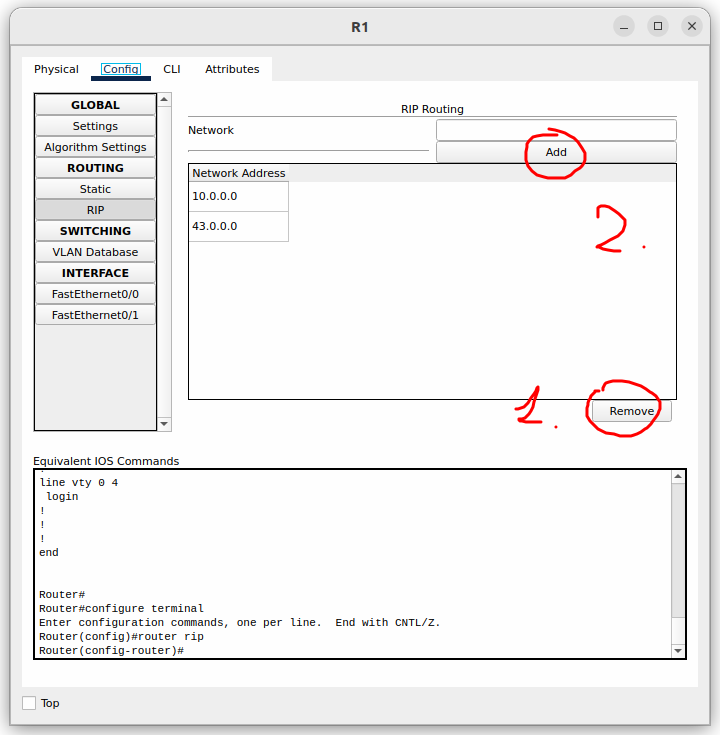 R1
Physical Config CLI Attributes
GLOBAL
Settings
Algorithm Settings
ROUTING
Static
RIP
SWITCHING
VLAN Database
INTERFACE
FastEthernet0/0
FastEthernet0/1
RIP Routing
Network
Add
Network Address
10.0.0.0
43.0.0.0
2.
1.
Remove
Equivalent IOS Commands
!
line vty 0 4
login
!
!
!
end
Router#
Router#configure terminal
Enter configuration commands, one per line. End with CNTL/Z.
Router(config)#router rip
Router(config-router)#
Top